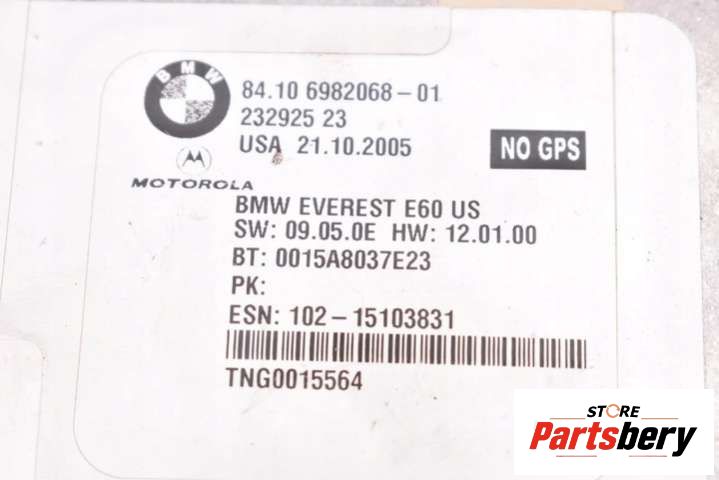 BMW
84.10 6982068-01
232925 23
USA 21.10.2005
NO GPS
MOTOROLA
BMW EVEREST E60 US
SW: 09.05.0E HW: 12.01.00
BT: 0015A8037E23
PK:
ESN: 102-15103831
TNG0015564
STORE
Partsbery